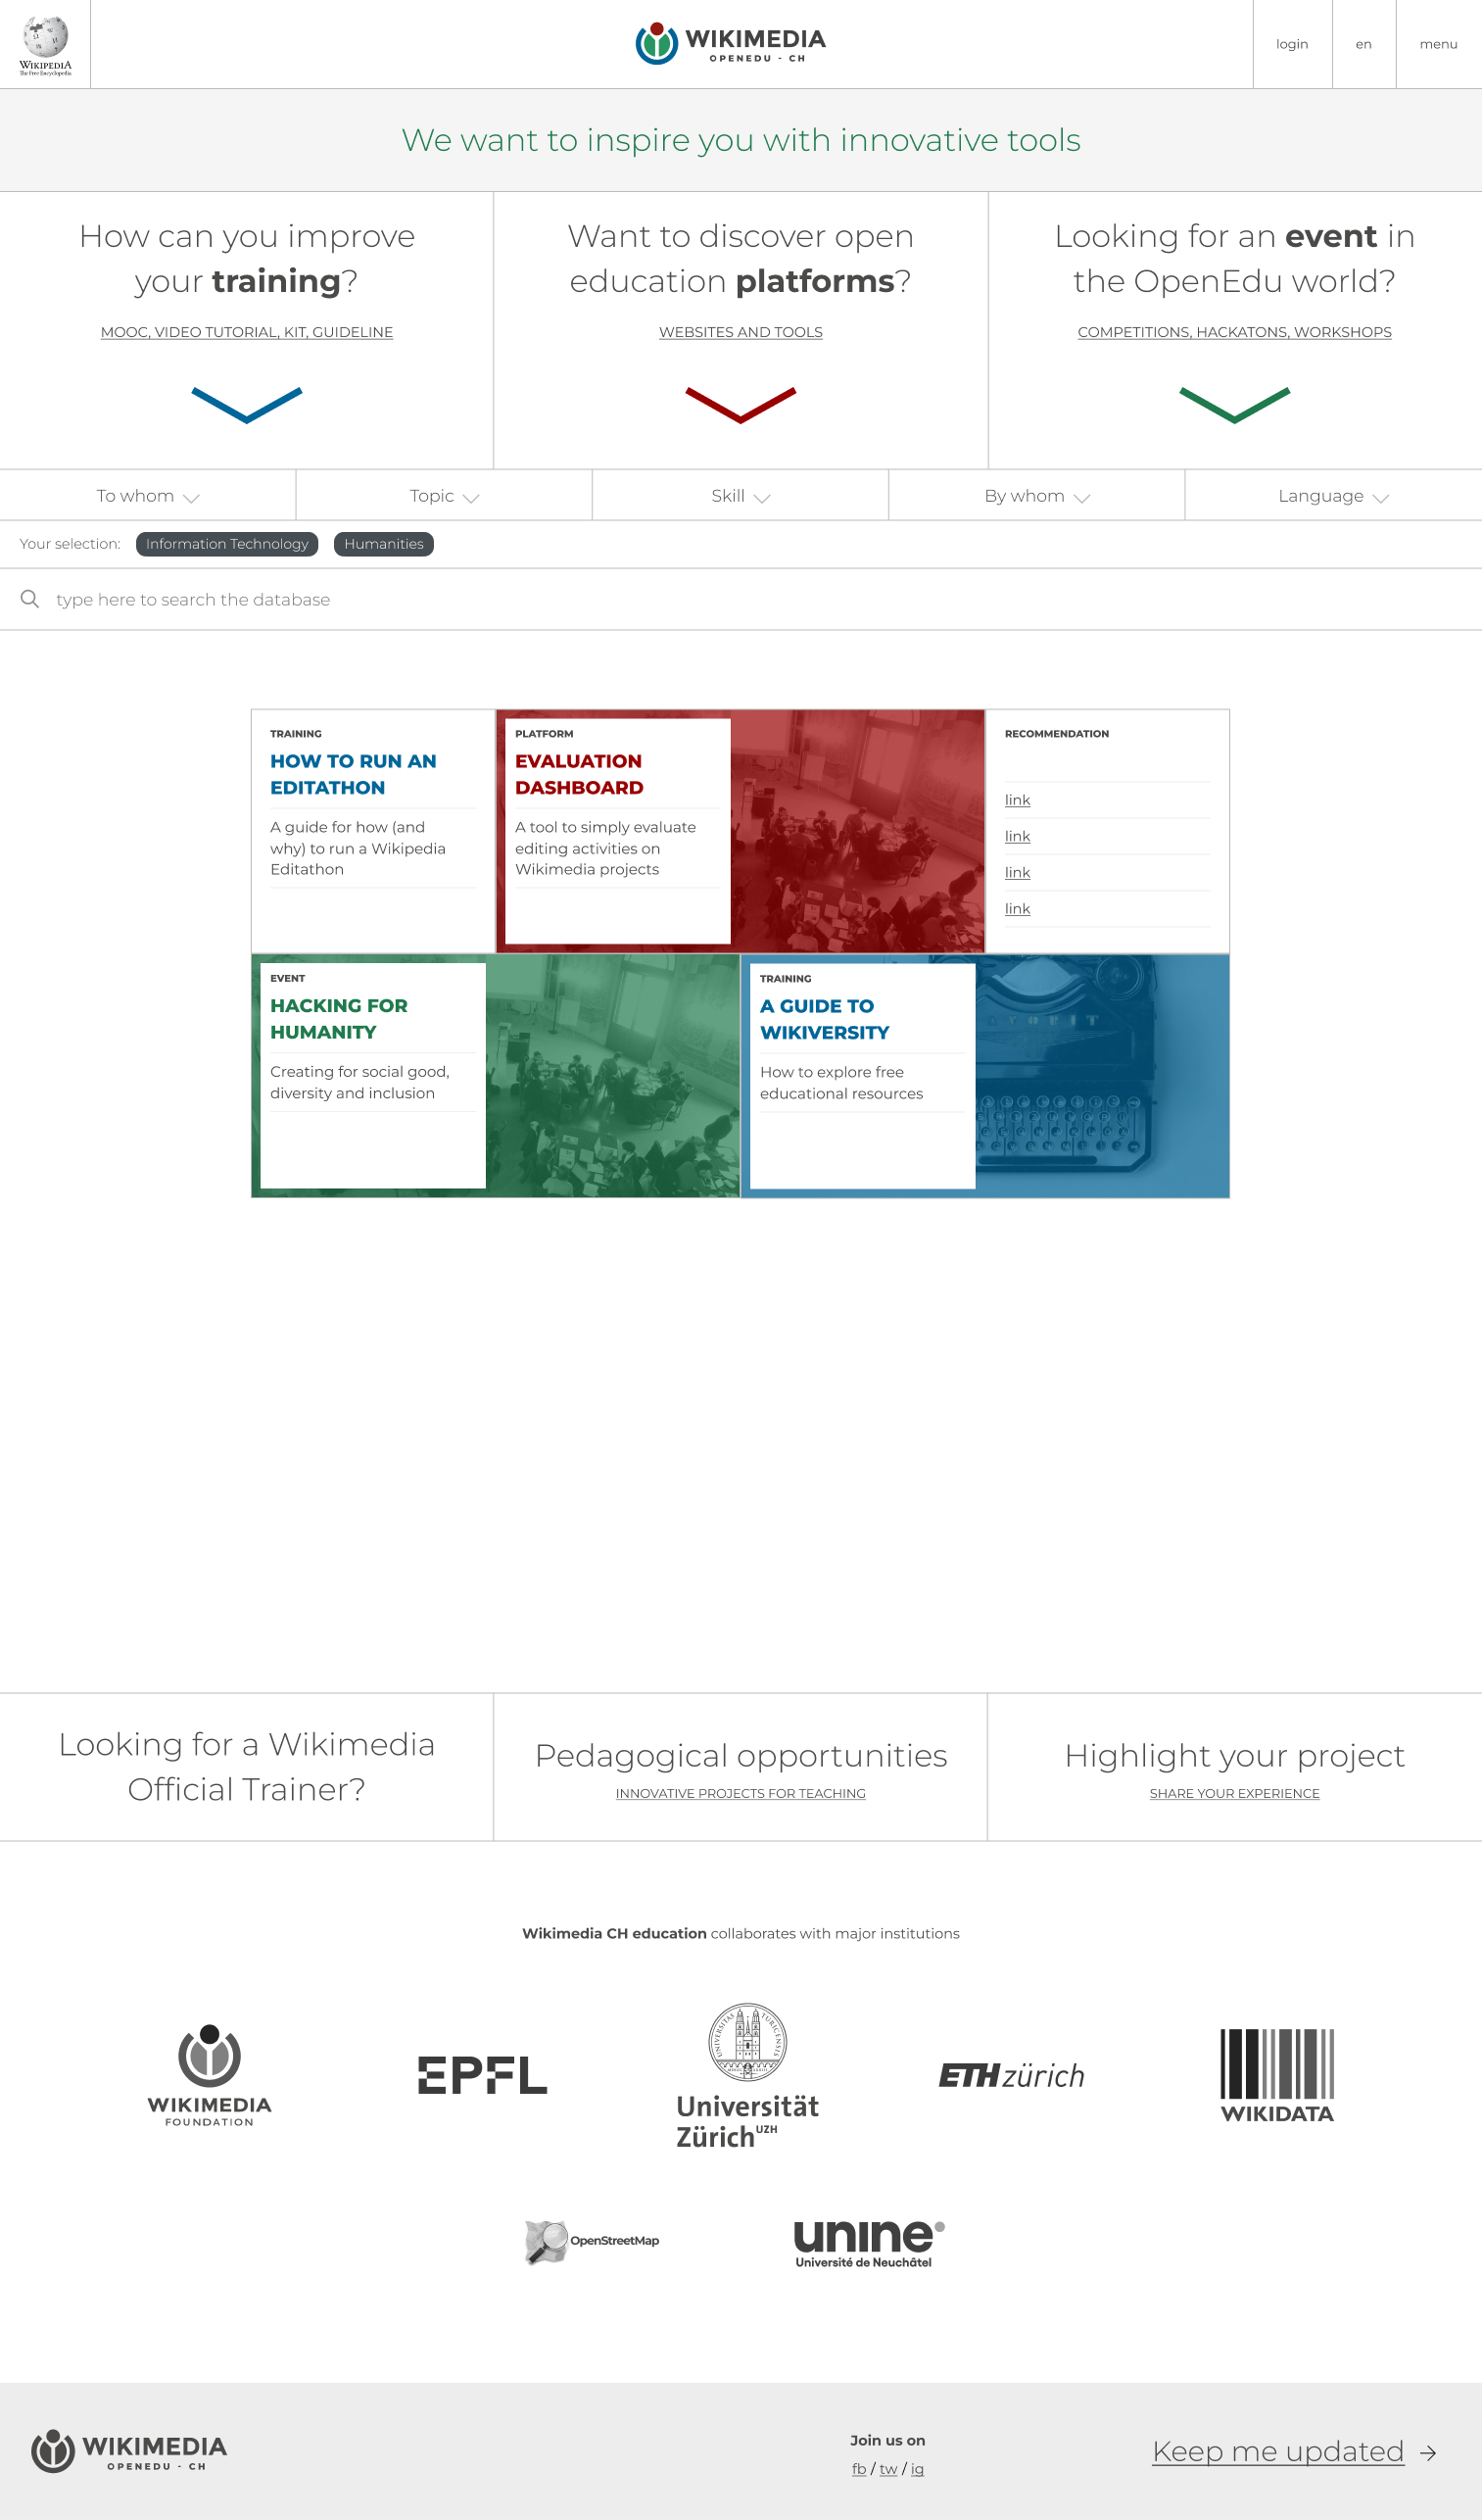 WIKIPEDIA
The Free Encyclopedia
WIKIMEDIA
OPENEDU - CH
login
en
menu
We want to inspire you with innovative tools
How can you improve
your training?
MOOC, VIDEO TUTORIAL, KIT, GUIDELINE
Want to discover open
education platforms?
WEBSITES AND TOOLS
Looking for an event in
the OpenEdu world?
COMPETITIONS, HACKATONS, WORKSHOPS
To whom
Topic
Skill
By whom
Language
Your selection: Information Technology Humanities
type here to search the database
TRAINING
HOW TO RUN AN
EDITATHON
A guide for how (and
why) to run a Wikipedia
Editathon
PLATFORM
EVALUATION
DASHBOARD
A tool to simply evaluate
editing activities on
Wikimedia projects
RECOMMENDATION
link
link
link
link
EVENT
HACKING FOR
HUMANITY
Creating for social good,
diversity and inclusion
TRAINING
A GUIDE TO
WIKIVERSITY
How to explore free
educational resources
Looking for a Wikimedia
Official Trainer?
Pedagogical opportunities
INNOVATIVE PROJECTS FOR TEACHING
Highlight your project
SHARE YOUR EXPERIENCE
Wikimedia CH education collaborates with major institutions
WIKIMEDIA
FOUNDATION
EPFL
UNIVERSITAS TURICENSIS
Universität
Zürich UZH
ETH zürich
WIKIDATA
OpenStreetMap
unine
Université de Neuchâtel
WIKIMEDIA
OPENEDU - CH
Join us on
fb / tw / ig
Keep me updated